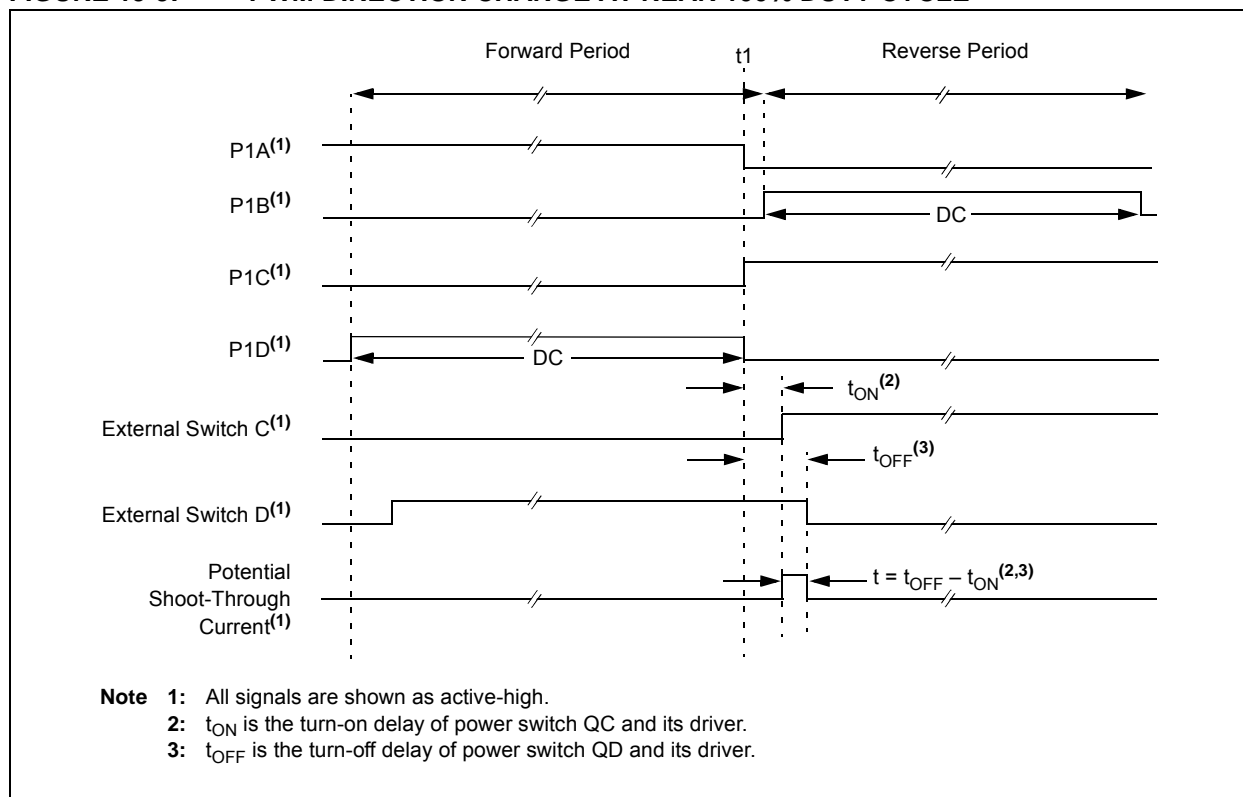 Forward Period
t1
Reverse Period
P1A(1)
P1B(1)
DC
P1C(1)
P1D(1)
DC
tON(2)
External Switch C(1)
tOFF(3)
External Switch D(1)
Potential
Shoot-Through
Current(1)
t = tOFF – tON(2,3)
Note 1: All signals are shown as active-high.
2: tON is the turn-on delay of power switch QC and its driver.
3: tOFF is the turn-off delay of power switch QD and its driver.